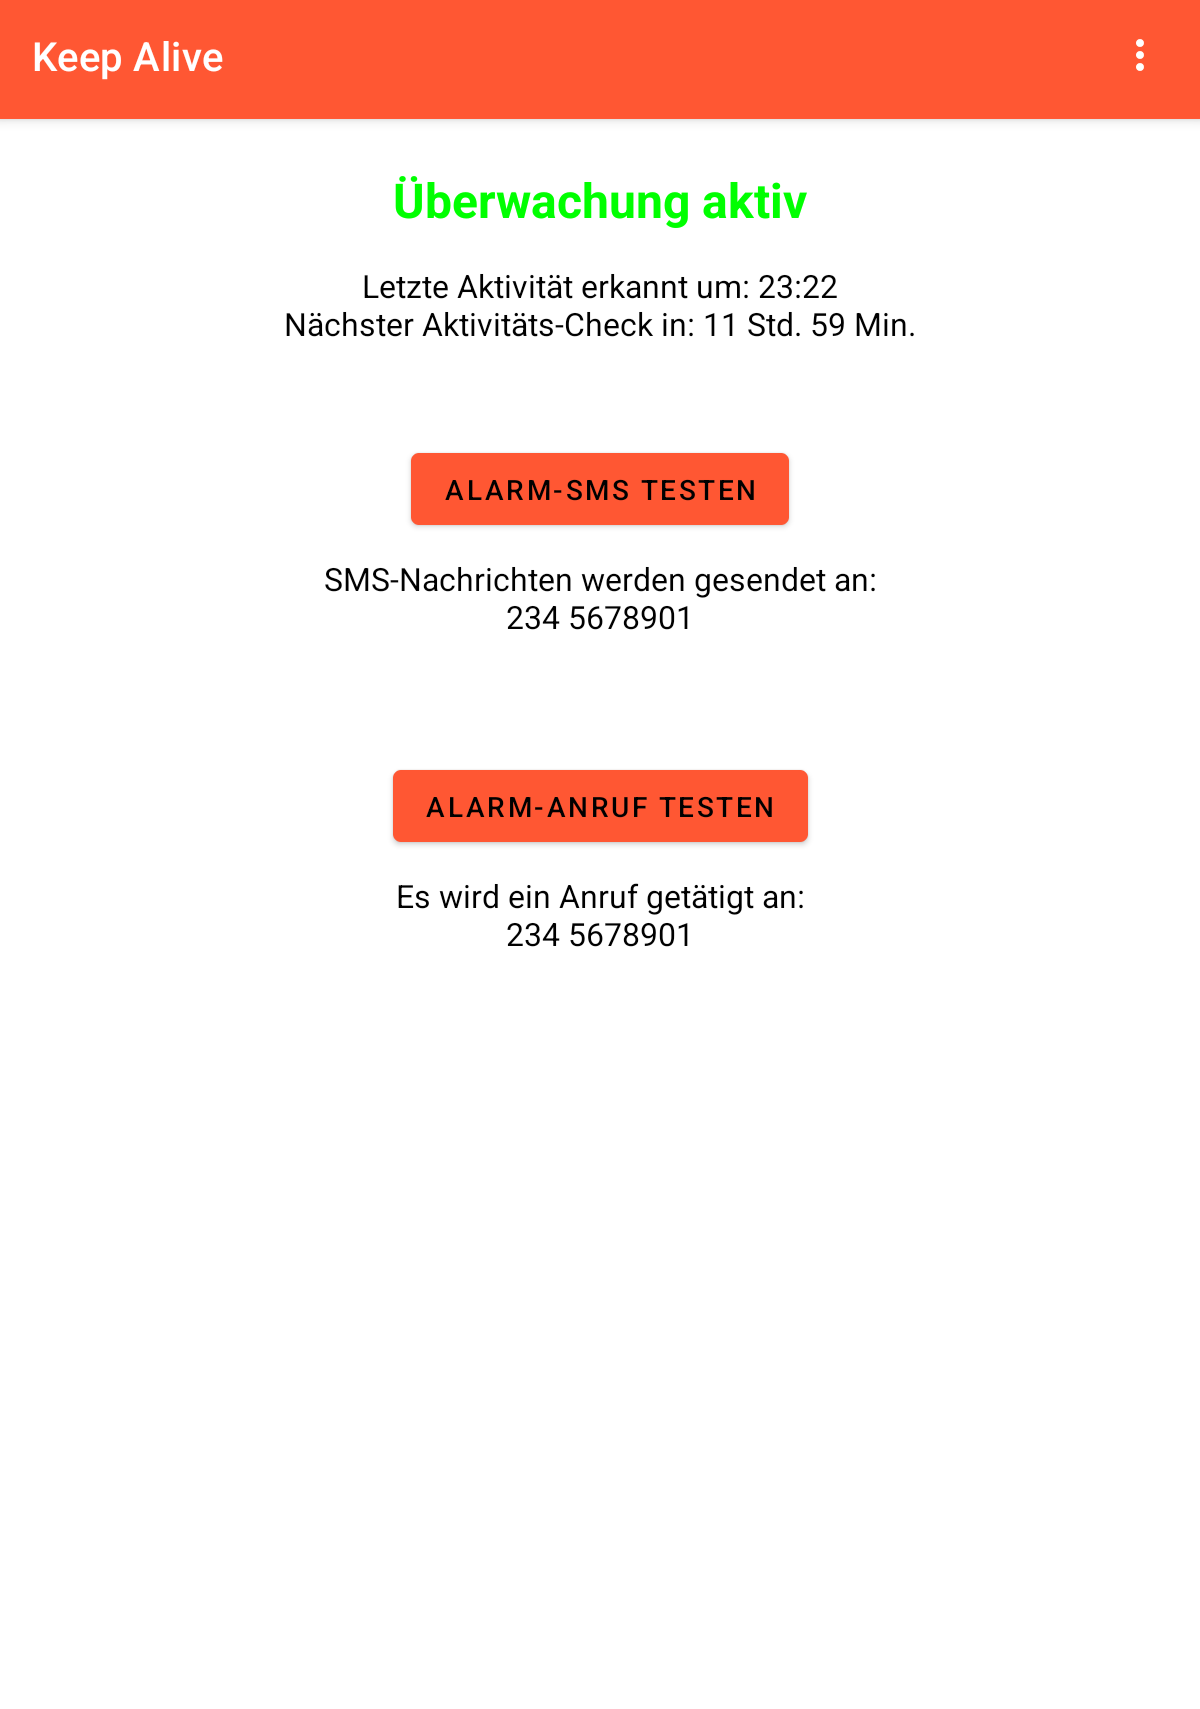 Keep Alive
Überwachung aktiv
Letzte Aktivität erkannt um: 23:22
Nächster Aktivitäts-Check in: 11 Std. 59 Min.
ALARM-SMS TESTEN
SMS-Nachrichten werden gesendet an:
234 5678901
ALARM-ANRUF TESTEN
Es wird ein Anruf getätigt an:
234 5678901